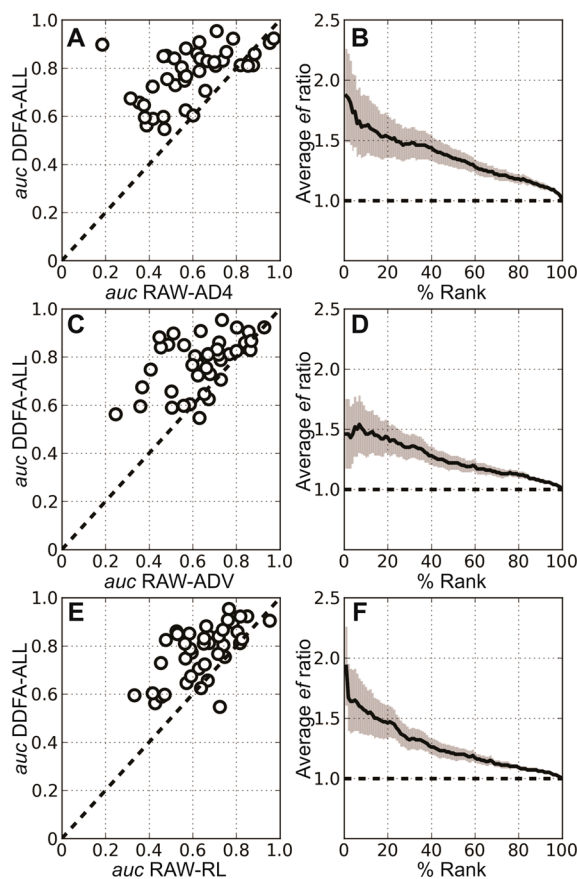 A
auc DDFA-ALL
1.0
0.8
0.6
0.4
0.2
0
0 0.2 0.4 0.6 0.8 1.0
auc RAW-AD4
B
Average ef ratio
2.5
2.0
1.5
1.0
0 20 40 60 80 100
% Rank
C
auc DDFA-ALL
1.0
0.8
0.6
0.4
0.2
0
0 0.2 0.4 0.6 0.8 1.0
auc RAW-ADV
D
Average ef ratio
2.5
2.0
1.5
1.0
0 20 40 60 80 100
% Rank
E
auc DDFA-ALL
1.0
0.8
0.6
0.4
0.2
0
0 0.2 0.4 0.6 0.8 1.0
auc RAW-RL
F
Average ef ratio
2.5
2.0
1.5
1.0
0 20 40 60 80 100
% Rank